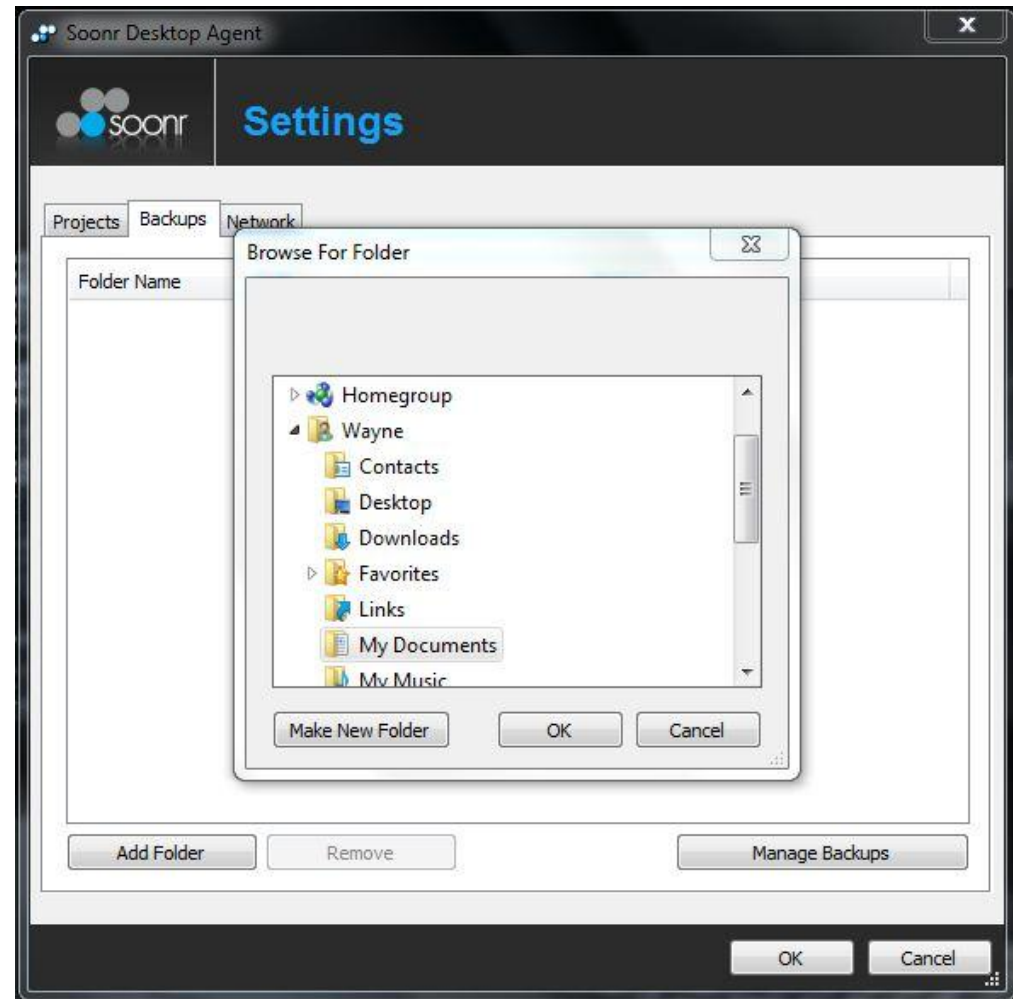 Soonr Desktop Agent
X
soonr
Settings
Projects Backups Network
Browse For Folder
Folder Name
Homegroup
Wayne
Contacts
Desktop
Downloads
Favorites
Links
My Documents
My Music
Make New Folder OK Cancel
Add Folder Remove Manage Backups
OK Cancel